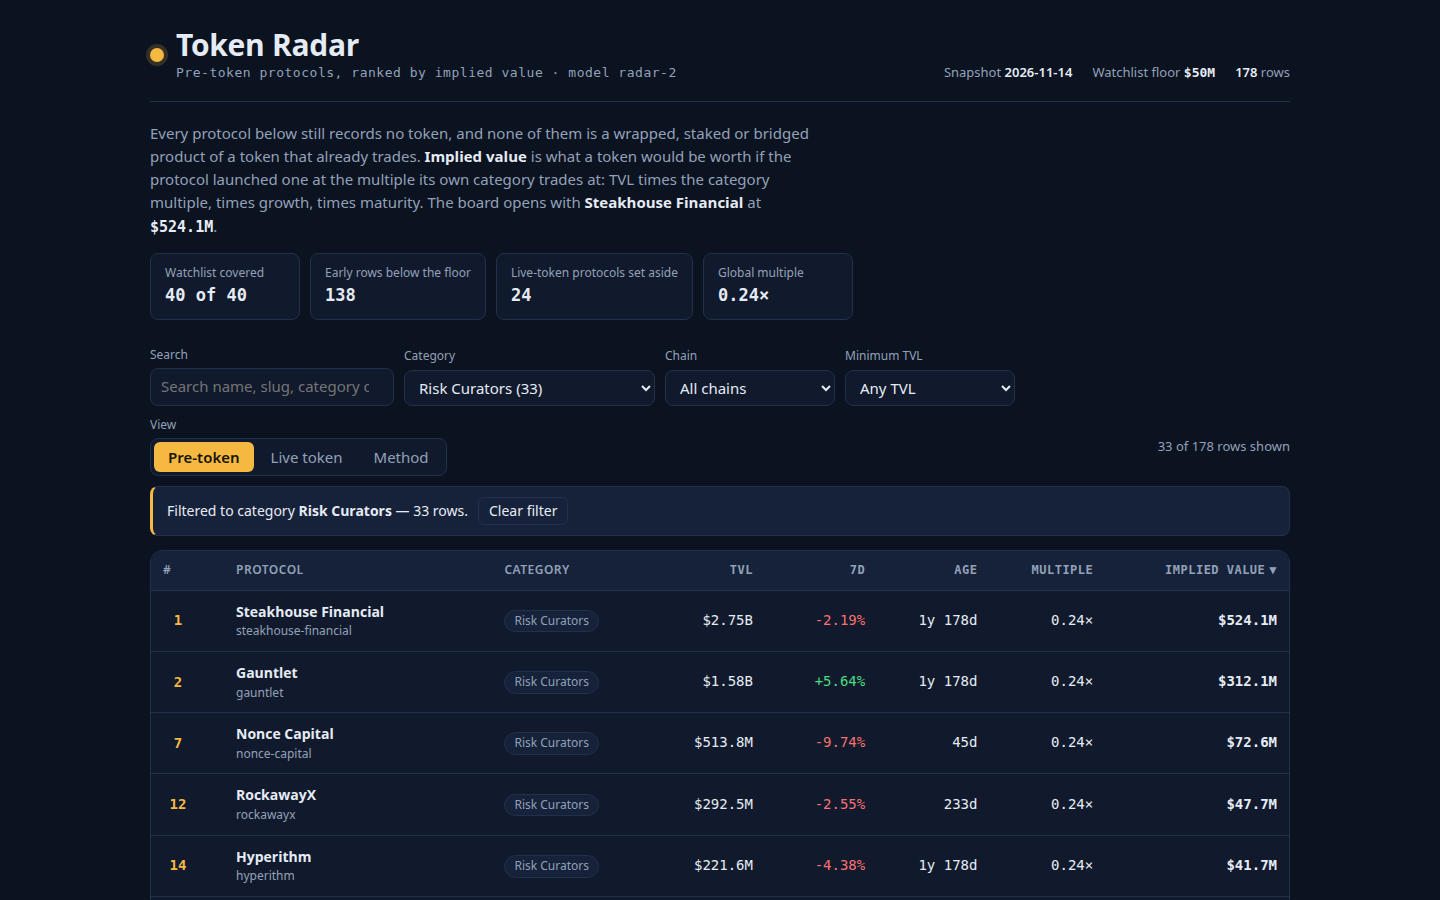 Token Radar
Pre-token protocols, ranked by implied value · model radar-2
Snapshot 2026-11-14 Watchlist floor $50M 178 rows
Every protocol below still records no token, and none of them is a wrapped, staked or bridged
product of a token that already trades. Implied value is what a token would be worth if the
protocol launched one at the multiple its own category trades at: TVL times the category
multiple, times growth, times maturity. The board opens with Steakhouse Financial at
$524.1M.
Watchlist covered
40 of 40
Early rows below the floor
138
Live-token protocols set aside
24
Global multiple
0.24×
Search
Search name, slug, category c
Category
Risk Curators (33)
Chain
All chains
Minimum TVL
Any TVL
View
Pre-token Live token Method
33 of 178 rows shown
Filtered to category Risk Curators — 33 rows. Clear filter
# PROTOCOL CATEGORY TVL 7D AGE MULTIPLE IMPLIED VALUE ▼
1 Steakhouse Financial Risk Curators $2.75B -2.19% 1y 178d 0.24× $524.1M
steakhouse-financial
2 Gauntlet Risk Curators $1.58B +5.64% 1y 178d 0.24× $312.1M
gauntlet
7 Nonce Capital Risk Curators $513.8M -9.74% 45d 0.24× $72.6M
nonce-capital
12 RockawayX Risk Curators $292.5M -2.55% 233d 0.24× $47.7M
rockawayx
14 Hyperithm Risk Curators $221.6M -4.38% 1y 178d 0.24× $41.7M
hyperithm